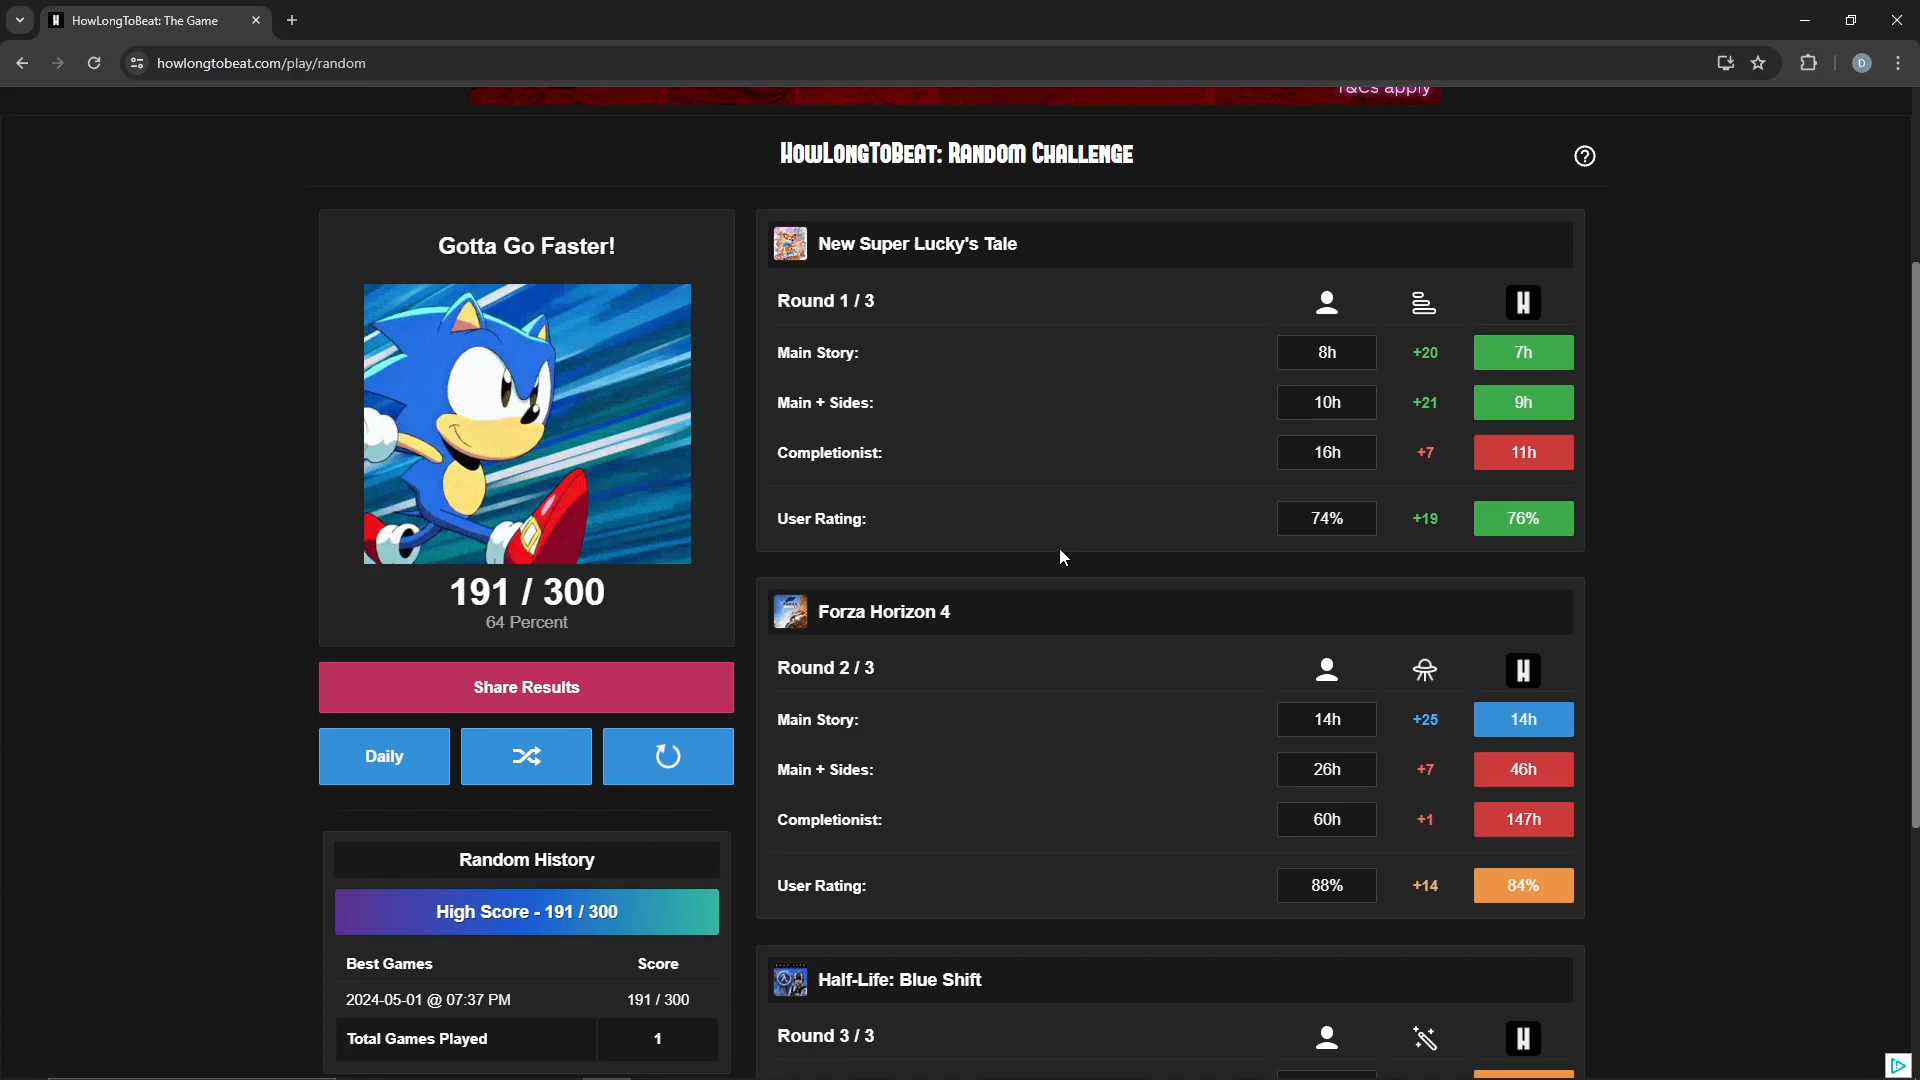 HowLongToBeat: The Game
howlongtobeat.com/play/random
D
T&Cs apply
HowLongToBeat: Random Challenge
Gotta Go Faster!
191 / 300
64 Percent
Share Results
Daily
Random History
High Score - 191 / 300
Best Games Score
2024-05-01 @ 07:37 PM 191 / 300
Total Games Played 1
New Super Lucky's Tale
Round 1 / 3
Main Story: 8h +20 7h
Main + Sides: 10h +21 9h
Completionist: 16h +7 11h
User Rating: 74% +19 76%
Forza Horizon 4
Round 2 / 3
Main Story: 14h +25 14h
Main + Sides: 26h +7 46h
Completionist: 60h +1 147h
User Rating: 88% +14 84%
Half-Life: Blue Shift
Round 3 / 3